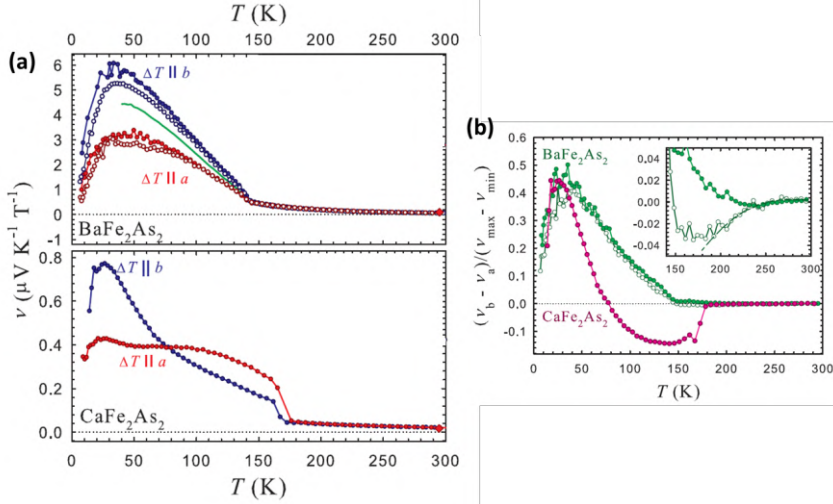 T (K)
0 50 100 150 200 250 300
(a)
6
5
4
3
2
1
0
-1
ΔT ǁ b
ΔT ǁ a
BaFe₂As₂
ν (μV K⁻¹ T⁻¹)
0.8
0.6
0.4
0.2
0.0
ΔT ǁ b
ΔT ǁ a
CaFe₂As₂
0 50 100 150 200 250 300
T (K)
(b)
0.6
0.5
0.4
0.3
0.2
0.1
0.0
-0.1
(νb - νa)/(νmax - νmin)
BaFe₂As₂
CaFe₂As₂
0.04
0.02
0.00
-0.02
-0.04
150 200 250 300
0 50 100 150 200 250 300
T (K)